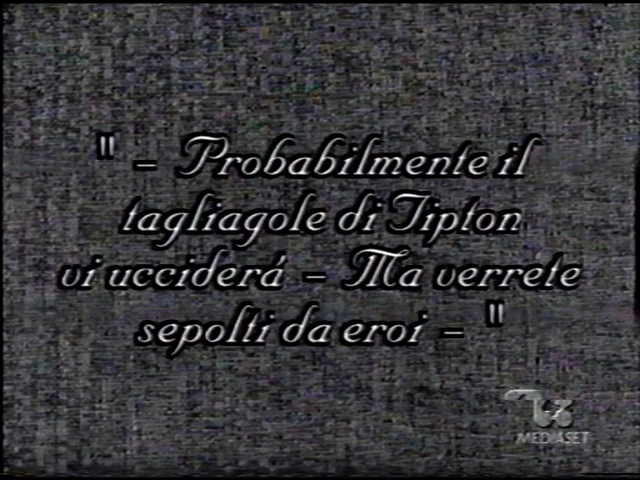 " – Probabilmente il
tagliagole di Tipton
vi ucciderá – Ma verrete
sepolti da eroi – "
MEDIASET